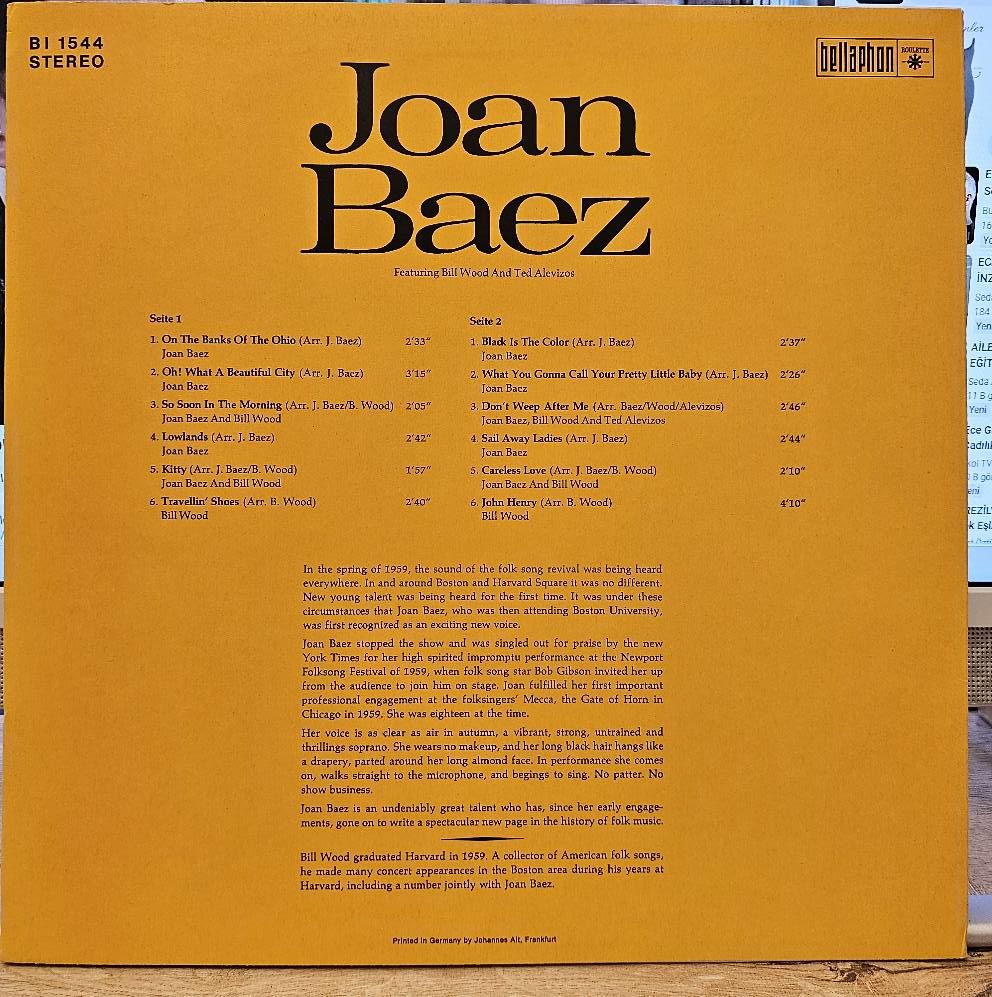 BI 1544
STEREO
bellaphon
ROULETTE
Joan
Baez
Featuring Bill Wood And Ted Alevizos
Seite 1
1. On The Banks Of The Ohio (Arr. J. Baez) 2'33"
Joan Baez
2. Oh! What A Beautiful City (Arr. J. Baez) 3'15"
Joan Baez
3. So Soon In The Morning (Arr. J. Baez/B. Wood) 2'05"
Joan Baez And Bill Wood
4. Lowlands (Arr. J. Baez) 2'42"
Joan Baez
5. Kitty (Arr. J. Baez/B. Wood) 1'57"
Joan Baez And Bill Wood
6. Travellin' Shoes (Arr. B. Wood) 2'40"
Bill Wood
Seite 2
1. Black Is The Color (Arr. J. Baez) 2'37"
Joan Baez
2. What You Gonna Call Your Pretty Little Baby (Arr. J. Baez) 2'26"
Joan Baez
3. Don't Weep After Me (Arr. Baez/Wood/Alevizos) 2'46"
Joan Baez, Bill Wood And Ted Alevizos
4. Sail Away Ladies (Arr. J. Baez) 2'44"
Joan Baez
5. Careless Love (Arr. J. Baez/B. Wood) 2'10"
Joan Baez And Bill Wood
6. John Henry (Arr. B. Wood) 4'10"
Bill Wood
In the spring of 1959, the sound of the folk song revival was being heard
everywhere. In and around Boston and Harvard Square it was no different.
New young talent was being heard for the first time. It was under these
circumstances that Joan Baez, who was then attending Boston University,
was first recognized as an exciting new voice.
Joan Baez stopped the show and was singled out for praise by the new
York Times for her high spirited impromptu performance at the Newport
Folksong Festival of 1959, when folk song star Bob Gibson invited her up
from the audience to join him on stage. Joan fulfilled her first important
professional engagement at the folksingers' Mecca, the Gate of Horn in
Chicago in 1959. She was eighteen at the time.
Her voice is as clear as air in autumn, a vibrant, strong, untrained and
thrillings soprano. She wears no makeup, and her long black hair hangs like
a drapery, parted around her long almond face. In performance she comes
on, walks straight to the microphone, and begings to sing. No patter. No
show business.
Joan Baez is an undeniably great talent who has, since her early engage-
ments, gone on to write a spectacular new page in the history of folk music.
Bill Wood graduated Harvard in 1959. A collector of American folk songs,
he made many concert appearances in the Boston area during his years at
Harvard, including a number jointly with Joan Baez.
Printed in Germany by Johannes Alt, Frankfurt